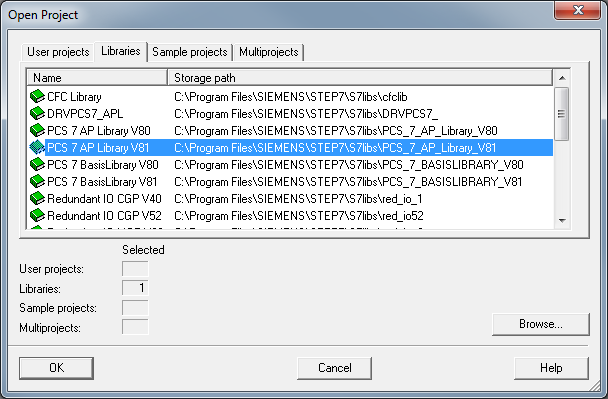 Open Project
User projects Libraries Sample projects Multiprojects
Name Storage path
CFC Library C:\Program Files\SIEMENS\STEP7\S7libs\cfclib
DRVPCS7_APL C:\Program Files\SIEMENS\STEP7\S7libs\DRVPCS7_
PCS 7 AP Library V80 C:\Program Files\SIEMENS\STEP7\S7libs\PCS_7_AP_Library_V80
PCS 7 AP Library V81 C:\Program Files\SIEMENS\STEP7\S7libs\PCS_7_AP_Library_V81
PCS 7 BasisLibrary V80 C:\Program Files\SIEMENS\STEP7\S7libs\PCS_7_BASISLIBRARY_V80
PCS 7 BasisLibrary V81 C:\Program Files\SIEMENS\STEP7\S7libs\PCS_7_BASISLIBRARY_V81
Redundant IO CGP V40 C:\Program Files\SIEMENS\STEP7\S7libs\red_io_1
Redundant IO CGP V52 C:\Program Files\SIEMENS\STEP7\S7libs\red_io52
Selected
User projects:
Libraries: 1
Sample projects:
Multiprojects:
Browse...
OK Cancel Help